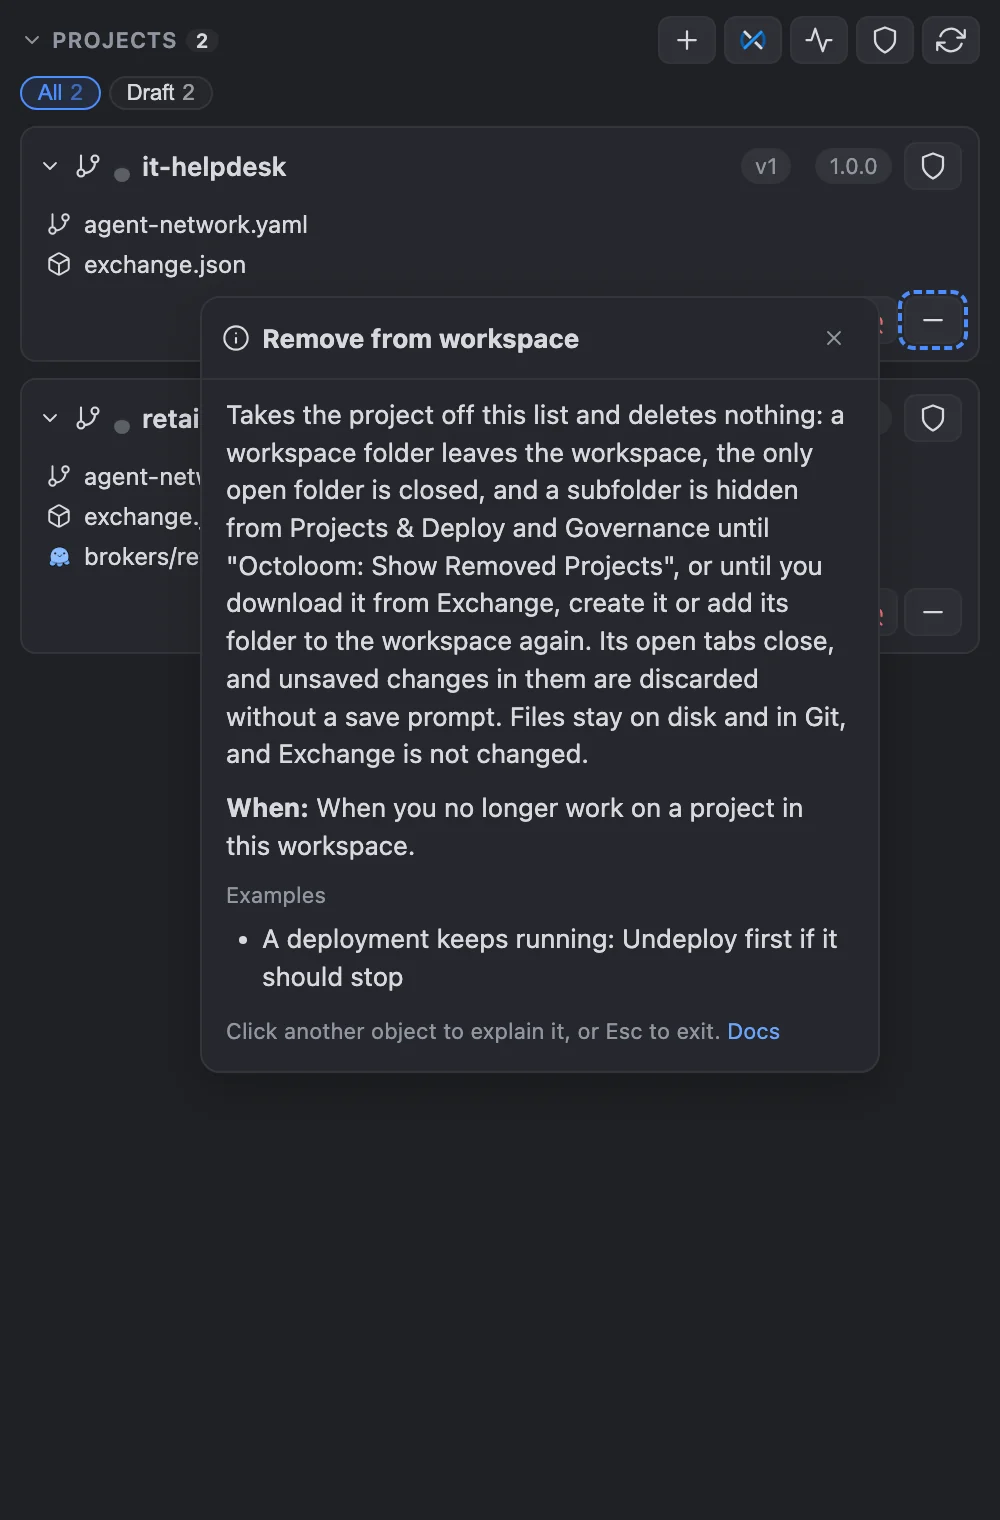 PROJECTS 2
All 2 Draft 2
it-helpdesk v1 1.0.0
agent-network.yaml
exchange.json
Remove from workspace
Takes the project off this list and deletes nothing: a
workspace folder leaves the workspace, the only
open folder is closed, and a subfolder is hidden
from Projects & Deploy and Governance until
"Octoloom: Show Removed Projects", or until you
download it from Exchange, create it or add its
folder to the workspace again. Its open tabs close,
and unsaved changes in them are discarded
without a save prompt. Files stay on disk and in Git,
and Exchange is not changed.
When: When you no longer work on a project in
this workspace.
Examples
• A deployment keeps running: Undeploy first if it
should stop
Click another object to explain it, or Esc to exit. Docs
retai
agent-netw
exchange.
brokers/re